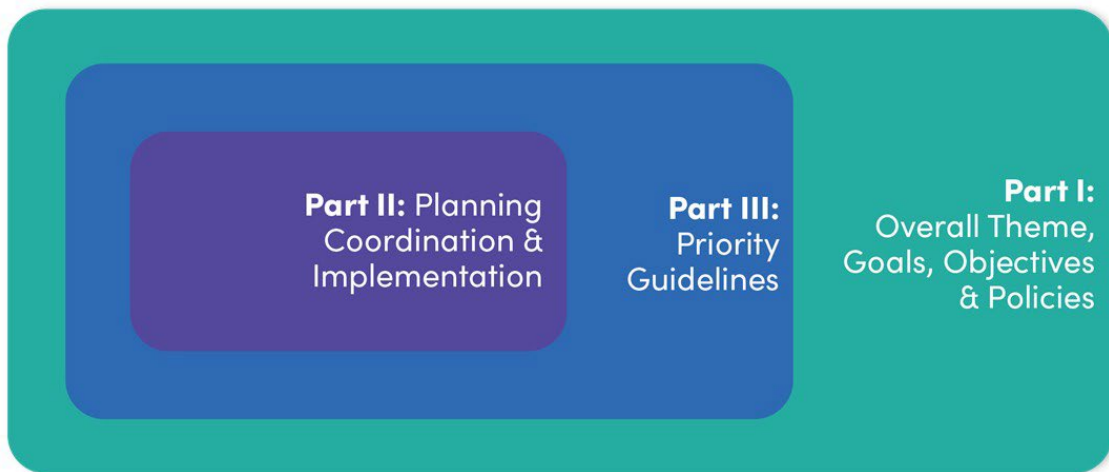 Part II: Planning
Coordination &
Implementation
Part III:
Priority
Guidelines
Part I:
Overall Theme,
Goals, Objectives
& Policies